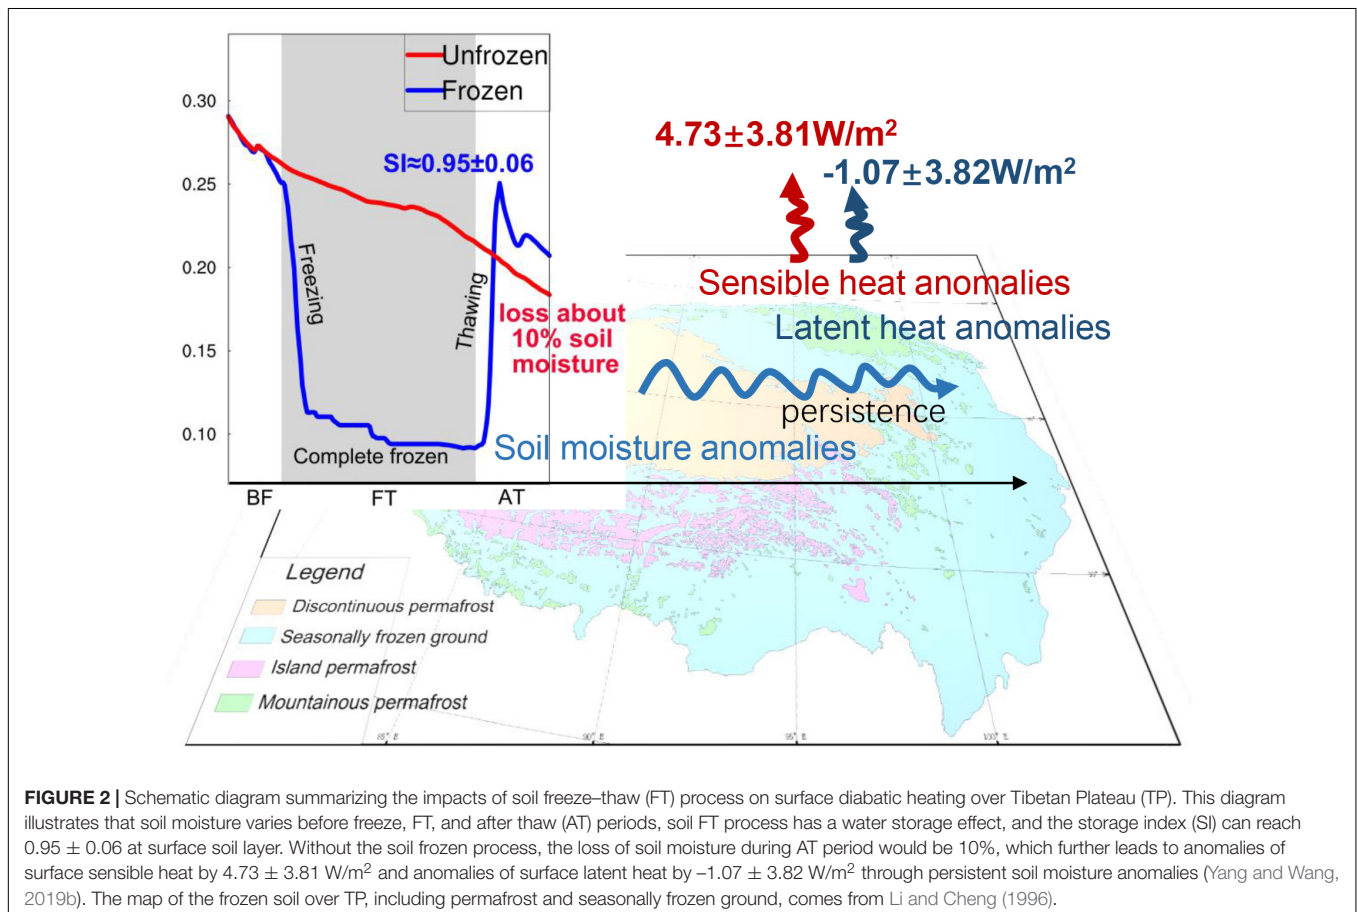 Unfrozen
Frozen
0.30
0.25
0.20
0.15
0.10
SI≈0.95±0.06
Freezing
Thawing
Complete frozen
loss about
10% soil
moisture
BF
FT
AT
4.73±3.81W/m²
-1.07±3.82W/m²
Sensible heat anomalies
Latent heat anomalies
persistence
Soil moisture anomalies
Legend
Discontinuous permafrost
Seasonally frozen ground
Island permafrost
Mountainous permafrost
85° E
90° E
95° E
100° E
FIGURE 2 | Schematic diagram summarizing the impacts of soil freeze–thaw (FT) process on surface diabatic heating over Tibetan Plateau (TP). This diagram
illustrates that soil moisture varies before freeze, FT, and after thaw (AT) periods, soil FT process has a water storage effect, and the storage index (SI) can reach
0.95 ± 0.06 at surface soil layer. Without the soil frozen process, the loss of soil moisture during AT period would be 10%, which further leads to anomalies of
surface sensible heat by 4.73 ± 3.81 W/m² and anomalies of surface latent heat by –1.07 ± 3.82 W/m² through persistent soil moisture anomalies (Yang and Wang,
2019b). The map of the frozen soil over TP, including permafrost and seasonally frozen ground, comes from Li and Cheng (1996).